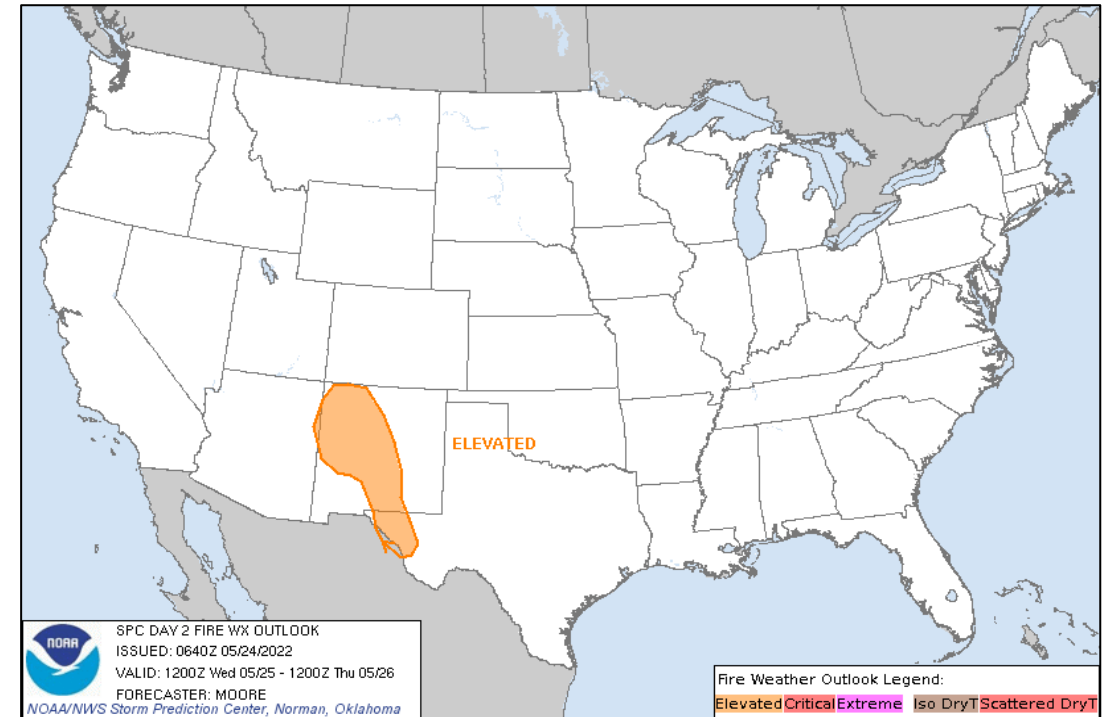 ELEVATED
NOAA
SPC DAY 2 FIRE WX OUTLOOK
ISSUED: 0640Z 05/24/2022
VALID: 1200Z Wed 05/25 - 1200Z Thu 05/26
FORECASTER: MOORE
NOAA/NWS Storm Prediction Center, Norman, Oklahoma
Fire Weather Outlook Legend:
Elevated Critical Extreme Iso DryT Scattered DryT